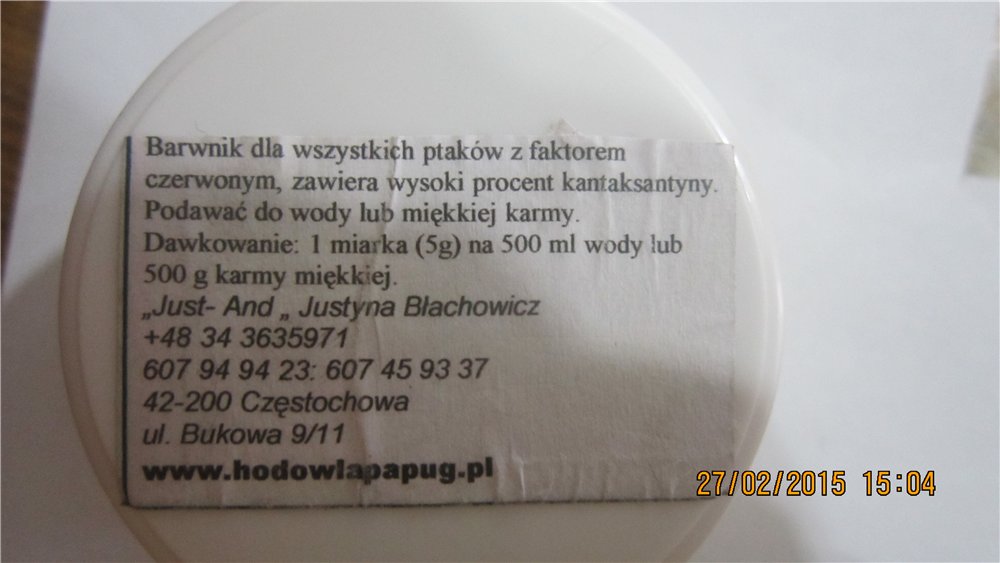 Barwnik dla wszystkich ptaków z faktorem
czerwonym, zawiera wysoki procent kantaksantyny.
Podawać do wody lub miękkiej karmy.
Dawkowanie: 1 miarka (5g) na 500 ml wody lub
500 g karmy miękkiej.
„Just- And „ Justyna Błachowicz
+48 34 3635971
607 94 94 23: 607 45 93 37
42-200 Częstochowa
ul. Bukowa 9/11
www.hodowlapapug.pl
27/02/2015 15:04